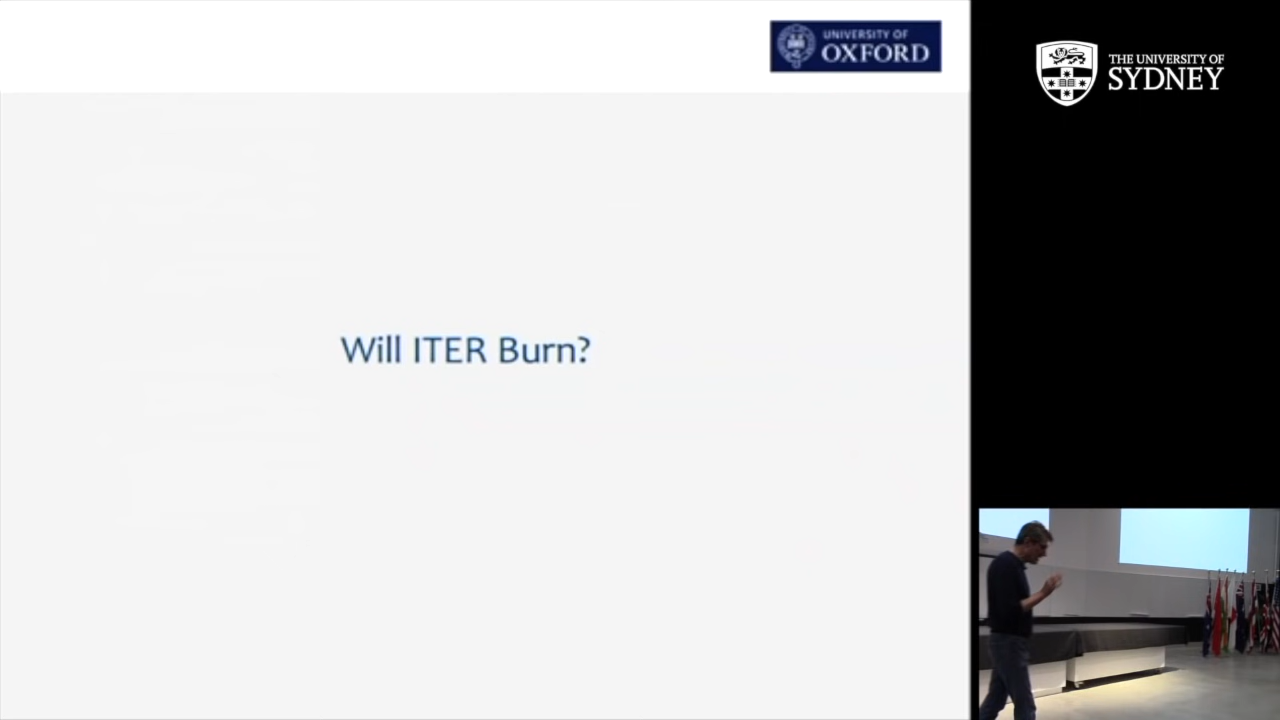 UNIVERSITY OF
OXFORD
THE UNIVERSITY OF
SYDNEY
Will ITER Burn?